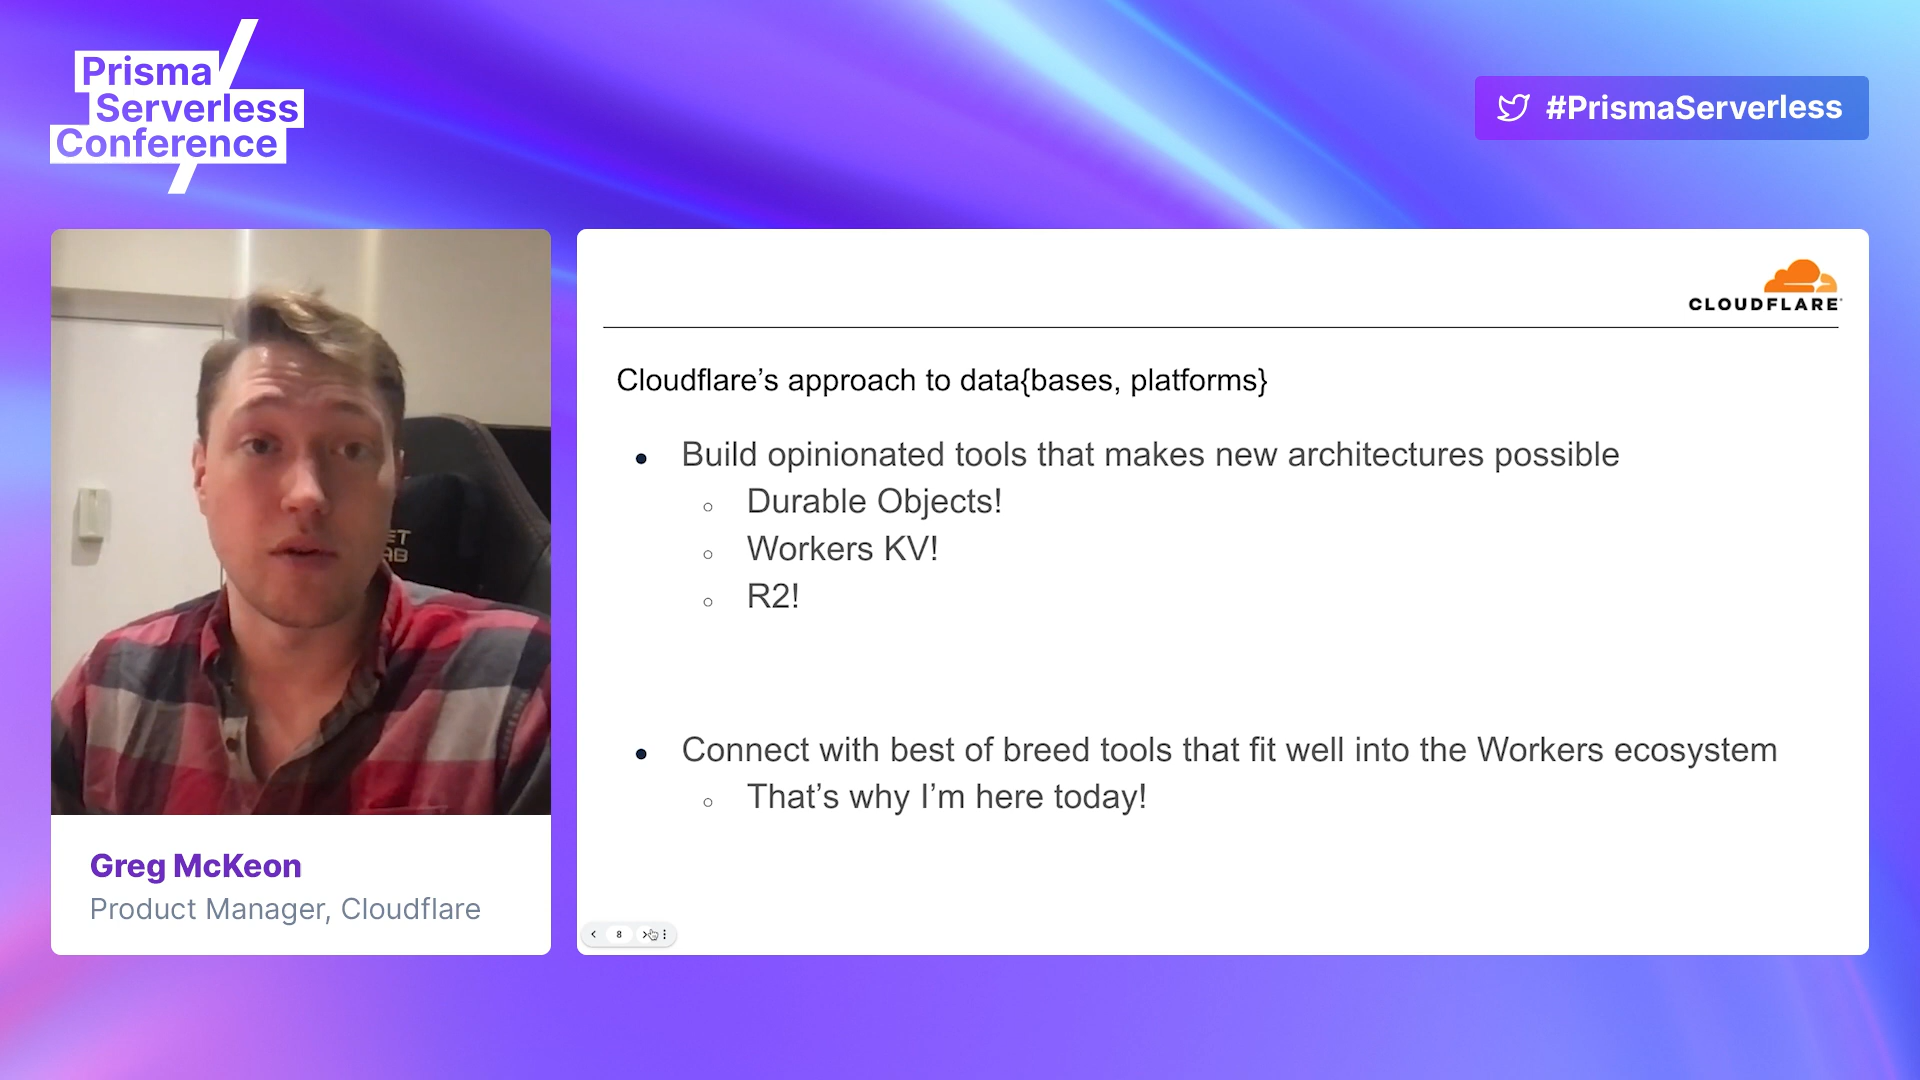 Prisma
Serverless
Conference
#PrismaServerless
CLOUDFLARE
Cloudflare’s approach to data{bases, platforms}
Build opinionated tools that makes new architectures possible
Durable Objects!
Workers KV!
R2!
Connect with best of breed tools that fit well into the Workers ecosystem
That’s why I’m here today!
Greg McKeon
Product Manager, Cloudflare
8